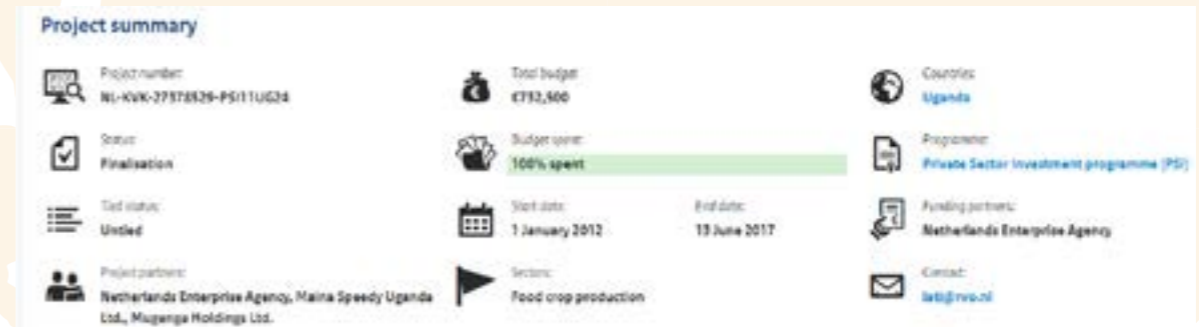 Project summary
Project number:
NL-KVK-27378529-PSI11UG24
Total budget:
€732,500
Countries:
Uganda
Status:
Finalisation
Budget spent:
100% spent
Programme:
Private Sector Investment programme (PSI)
Tied status:
Untied
Start date:
1 January 2012
End date:
13 June 2017
Funding partners:
Netherlands Enterprise Agency
Project partners:
Netherlands Enterprise Agency, Maina Speedy Uganda
Ltd., Mugenga Holdings Ltd.
Sectors:
Food crop production
Contact:
iati@rvo.nl